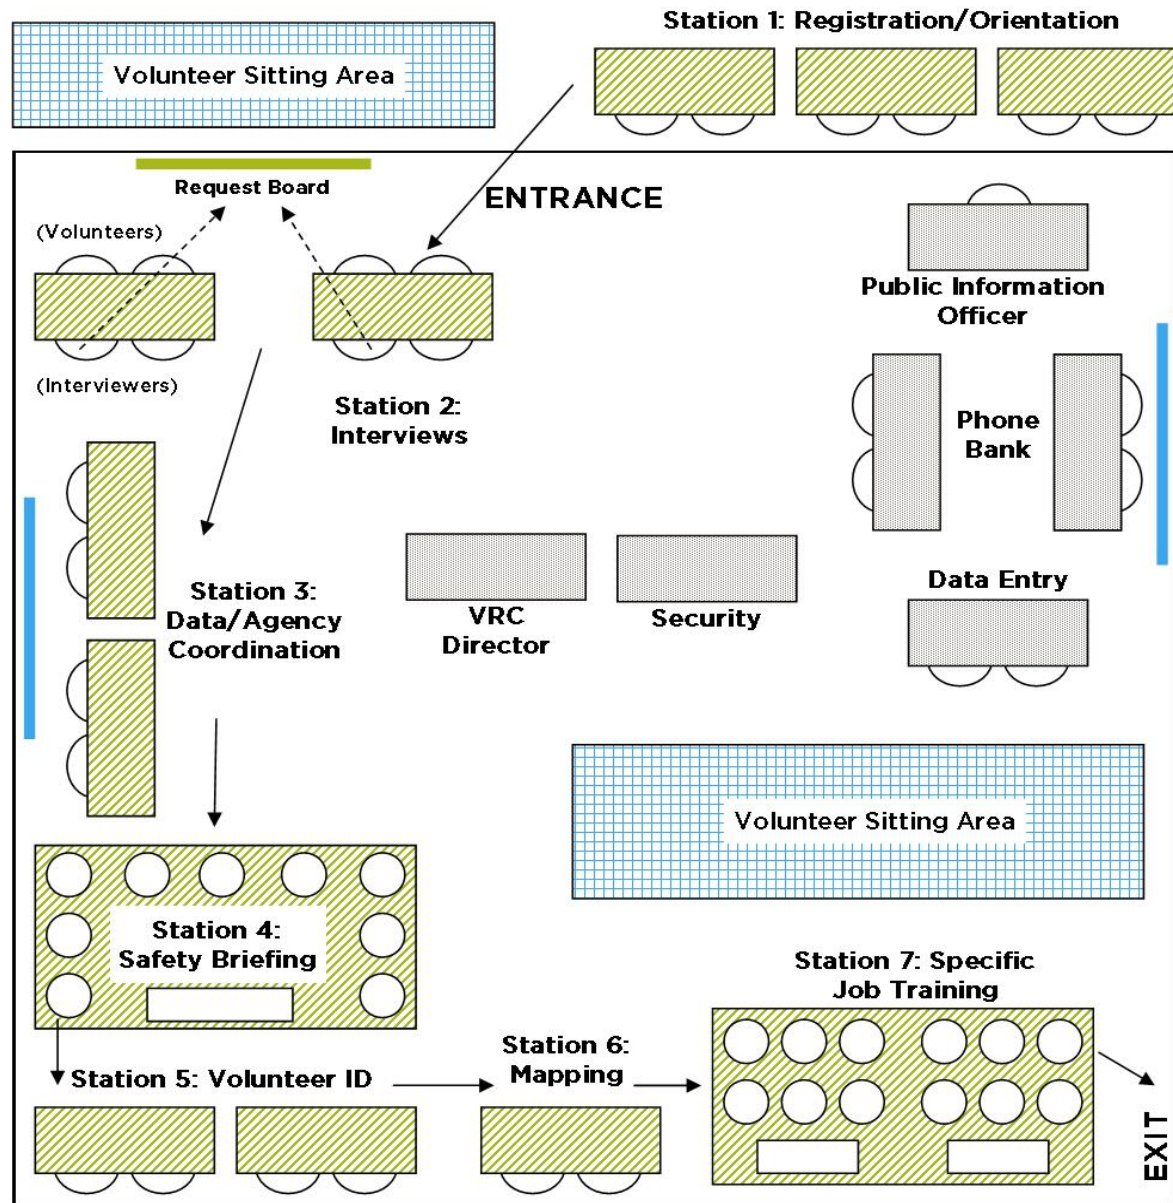 Station 1: Registration/Orientation
Volunteer Sitting Area
Request Board
ENTRANCE
(Volunteers)
Public Information
Officer
(Interviewers)
Station 2:
Interviews
Phone
Bank
Station 3:
Data/Agency
Coordination
VRC
Director
Security
Data Entry
Volunteer Sitting Area
Station 4:
Safety Briefing
Station 7: Specific
Job Training
Station 5: Volunteer ID
Station 6:
Mapping
EXIT